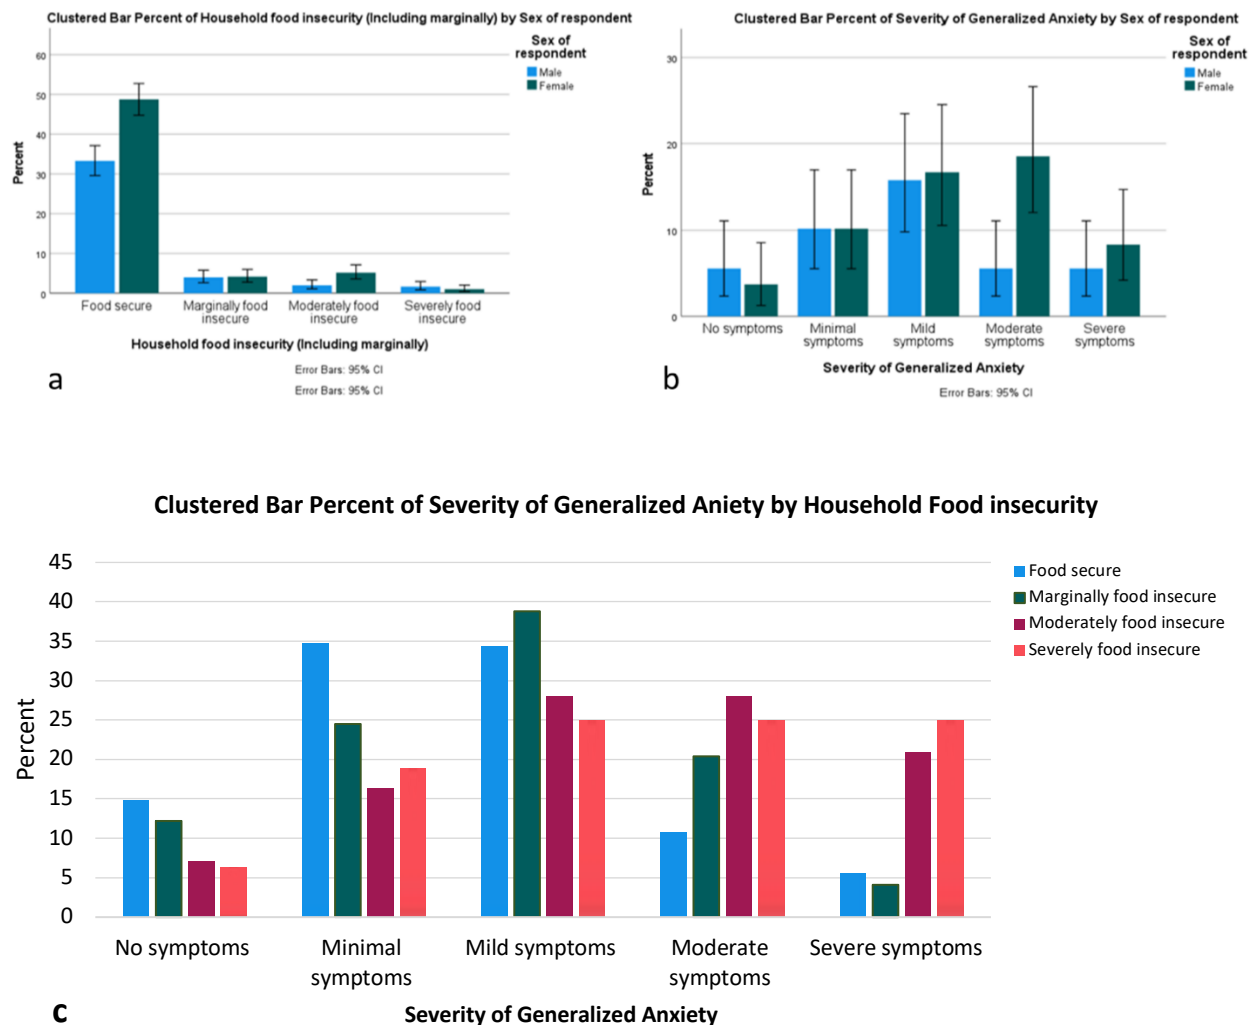 Clustered Bar Percent of Household food insecurity (Including marginally) by Sex of respondent
Sex of
respondent
Male
Female
60
50
40
30
20
10
0
Percent
Food secure
Marginally food
insecure
Moderately food
insecure
Severely food
insecure
Household food insecurity (Including marginally)
Error Bars: 95% CI
Error Bars: 95% CI
a
Clustered Bar Percent of Severity of Generalized Anxiety by Sex of respondent
Sex of
respondent
Male
Female
30
20
10
0
Percent
No symptoms
Minimal
symptoms
Mild
symptoms
Moderate
symptoms
Severe
symptoms
Severity of Generalized Anxiety
Error Bars: 95% CI
b
Clustered Bar Percent of Severity of Generalized Aniety by Household Food insecurity
45
40
35
30
25
20
15
10
5
0
Percent
Food secure
Marginally food insecure
Moderately food insecure
Severely food insecure
No symptoms
Minimal
symptoms
Mild symptoms
Moderate
symptoms
Severe symptoms
Severity of Generalized Anxiety
c